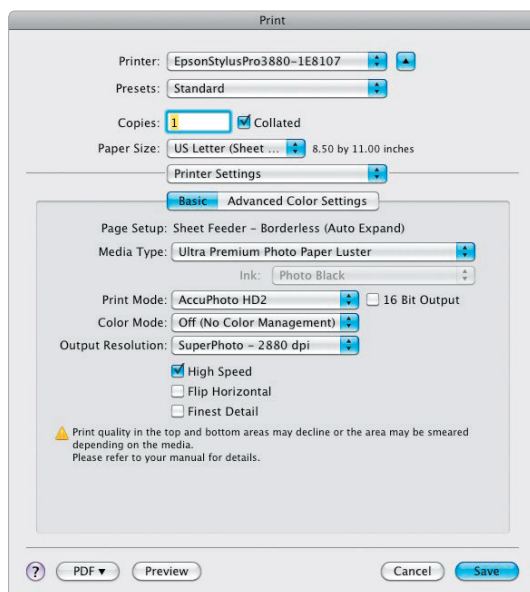 Print
Printer: EpsonStylusPro3880-1E8107
Presets: Standard
Copies: 1 Collated
Paper Size: US Letter (Sheet ... 8.50 by 11.00 inches
Printer Settings
Basic Advanced Color Settings
Page Setup: Sheet Feeder – Borderless (Auto Expand)
Media Type: Ultra Premium Photo Paper Luster
Ink: Photo Black
Print Mode: AccuPhoto HD2 16 Bit Output
Color Mode: Off (No Color Management)
Output Resolution: SuperPhoto – 2880 dpi
High Speed
Flip Horizontal
Finest Detail
Print quality in the top and bottom areas may decline or the area may be smeared
depending on the media.
Please refer to your manual for details.
? PDF ▼ Preview Cancel Save